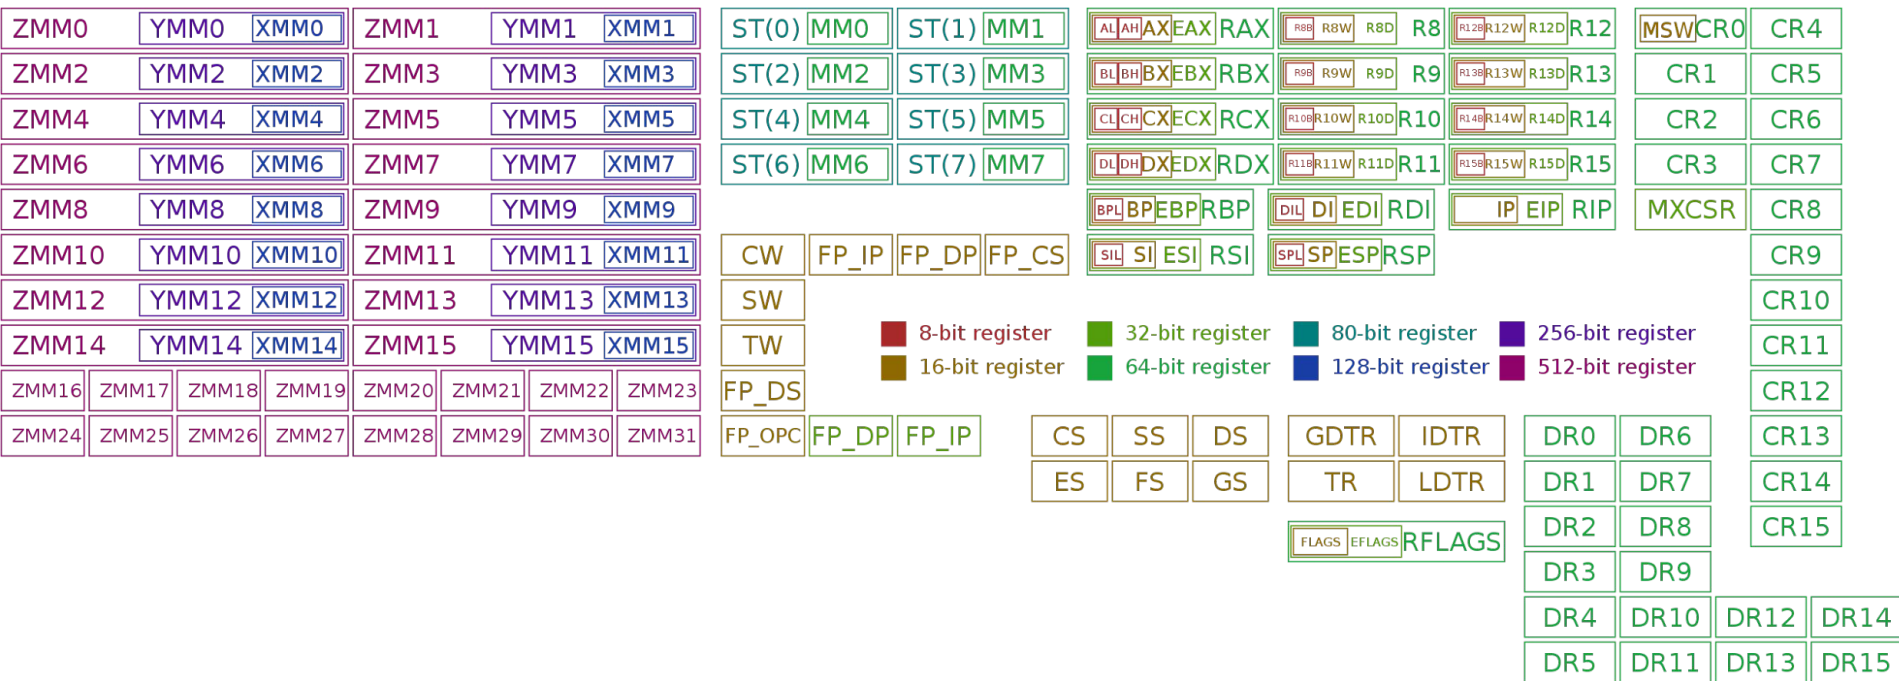 ZMM0 YMM0 XMM0 ZMM1 YMM1 XMM1 ST(0) MM0 ST(1) MM1 AL AH AX EAX RAX R8B R8W R8D R8 R12B R12W R12D R12 MSW CR0 CR4
ZMM2 YMM2 XMM2 ZMM3 YMM3 XMM3 ST(2) MM2 ST(3) MM3 BL BH BX EBX RBX R9B R9W R9D R9 R13B R13W R13D R13 CR1 CR5
ZMM4 YMM4 XMM4 ZMM5 YMM5 XMM5 ST(4) MM4 ST(5) MM5 CL CH CX ECX RCX R10B R10W R10D R10 R14B R14W R14D R14 CR2 CR6
ZMM6 YMM6 XMM6 ZMM7 YMM7 XMM7 ST(6) MM6 ST(7) MM7 DL DH DX EDX RDX R11B R11W R11D R11 R15B R15W R15D R15 CR3 CR7
ZMM8 YMM8 XMM8 ZMM9 YMM9 XMM9 BPL BP EBP RBP DIL DI EDI RDI IP EIP RIP MXCSR CR8
ZMM10 YMM10 XMM10 ZMM11 YMM11 XMM11 CW FP_IP FP_DP FP_CS SIL SI ESI RSI SPL SP ESP RSP CR9
ZMM12 YMM12 XMM12 ZMM13 YMM13 XMM13 SW CR10
ZMM14 YMM14 XMM14 ZMM15 YMM15 XMM15 TW 8-bit register 32-bit register 80-bit register 256-bit register CR11
16-bit register 64-bit register 128-bit register 512-bit register
ZMM16 ZMM17 ZMM18 ZMM19 ZMM20 ZMM21 ZMM22 ZMM23 FP_DS CR12
ZMM24 ZMM25 ZMM26 ZMM27 ZMM28 ZMM29 ZMM30 ZMM31 FP_OPC FP_DP FP_IP CS SS DS GDTR IDTR DR0 DR6 CR13
ES FS GS TR LDTR DR1 DR7 CR14
FLAGS EFLAGS RFLAGS DR2 DR8 CR15
DR3 DR9
DR4 DR10 DR12 DR14
DR5 DR11 DR13 DR15